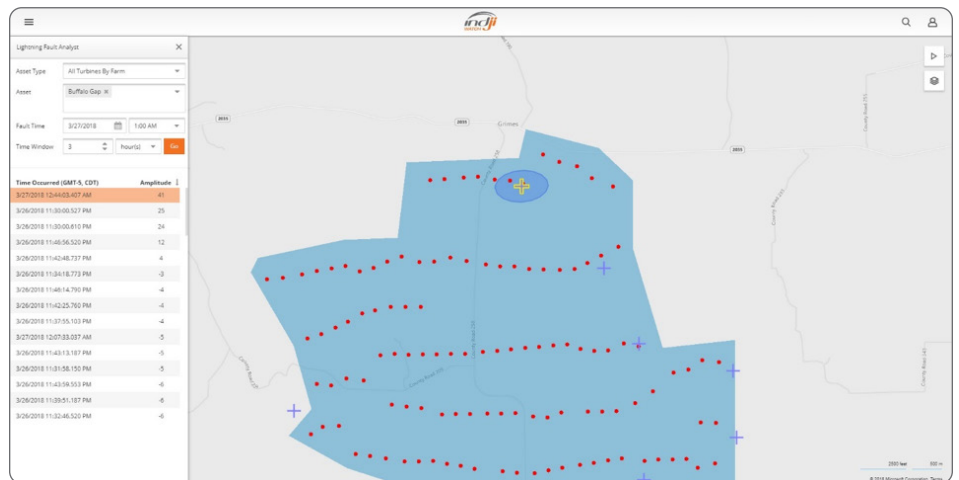 indji
Lightning Fault Analyst
Asset Type All Turbines By Farm
Asset Buffalo Gap
Fault Time 3/27/2018 1:00 AM
Time Window 3 hour(s) Go
Time Occurred (GMT-5, CDT) Amplitude
3/27/2018 12:44:03.407 AM 41
3/26/2018 11:30:00.527 PM 25
3/26/2018 11:30:00.610 PM 24
3/26/2018 11:46:56.520 PM 12
3/26/2018 11:42:48.737 PM 4
3/26/2018 11:34:18.773 PM -3
3/26/2018 11:46:14.790 PM -4
3/26/2018 11:42:25.760 PM -4
3/26/2018 11:37:55.103 PM -4
3/27/2018 12:07:33.037 AM -5
3/26/2018 11:43:13.187 PM -5
3/26/2018 11:31:58.150 PM -5
3/26/2018 11:43:59.553 PM -6
3/26/2018 11:39:51.187 PM -6
3/26/2018 11:32:46.520 PM -6
Grimes
2500 feet 500 m
© 2018 Microsoft Corporation Terms